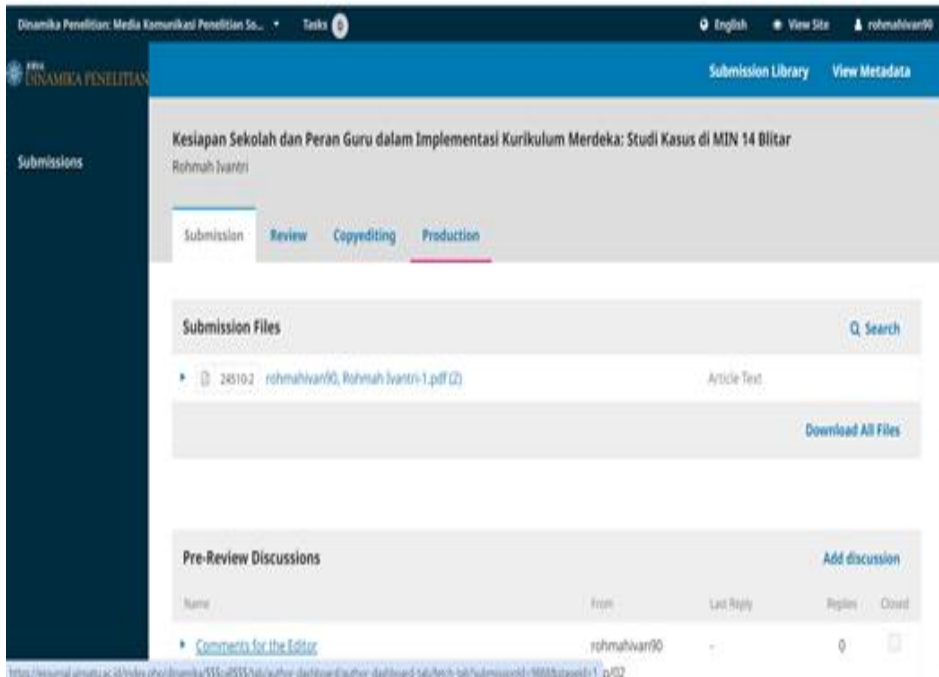 Dinamika Penelitian: Media Komunikasi Penelitian So... Tasks 0 English View Site rohmahivan90
DINAMIKA PENELITIAN
Submission Library View Metadata
Submissions
Kesiapan Sekolah dan Peran Guru dalam Implementasi Kurikulum Merdeka: Studi Kasus di MIN 14 Blitar
Rohmah Ivantri
Submission Review Copyediting Production
Submission Files Search
24510-2 rohmahivan90, Rohmah Ivantri-1.pdf (2) Article Text
Download All Files
Pre-Review Discussions Add discussion
Name From Last Reply Replies Closed
Comments for the Editor rohmahivan90 - 0